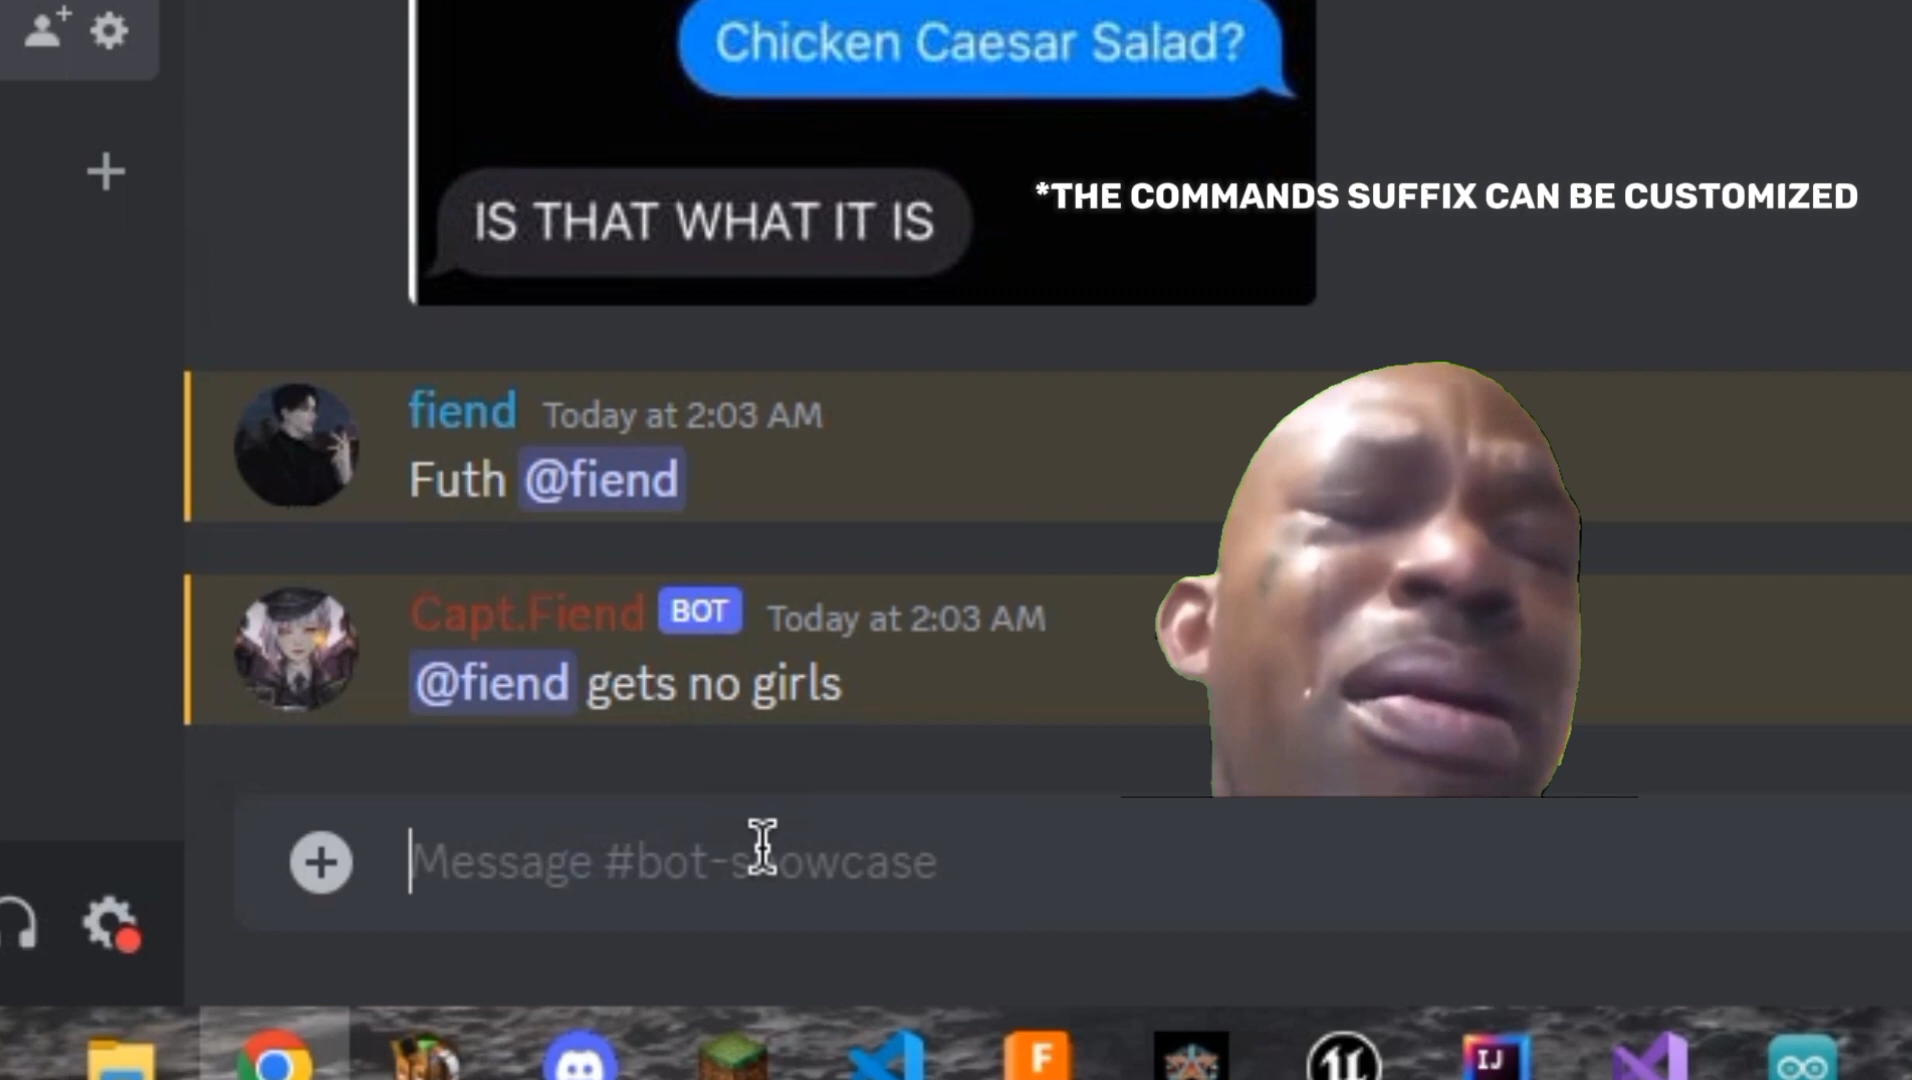 Chicken Caesar Salad?
IS THAT WHAT IT IS
*THE COMMANDS SUFFIX CAN BE CUSTOMIZED
fiend Today at 2:03 AM
Futh @fiend
Capt.Fiend BOT Today at 2:03 AM
@fiend gets no girls
Message #bot-showcase
F
IJ